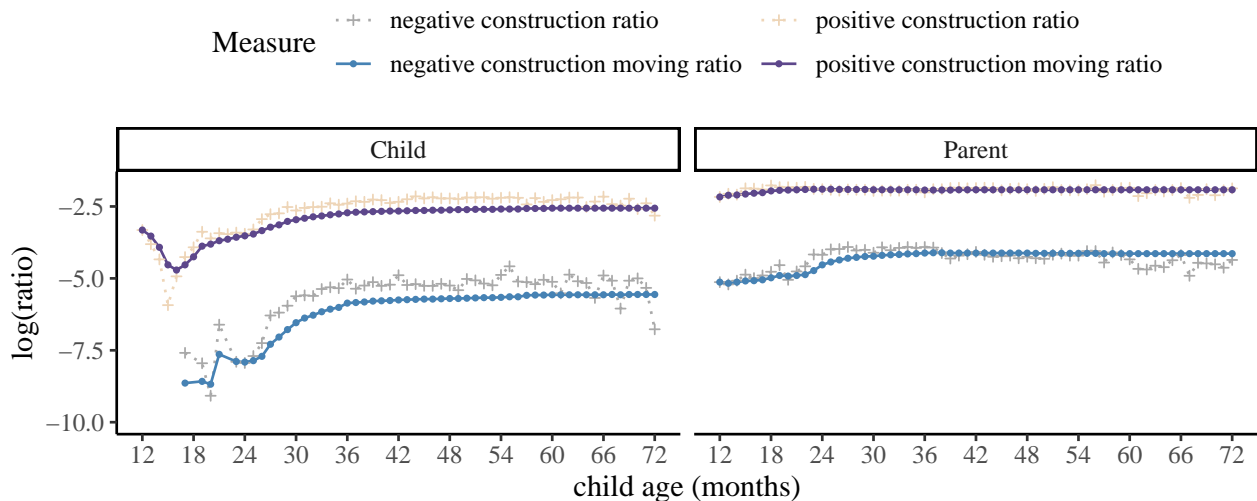 Measure
negative construction ratio
positive construction ratio
negative construction moving ratio
positive construction moving ratio
Child
Parent
log(ratio)
−2.5
−5.0
−7.5
−10.0
12 18 24 30 36 42 48 54 60 66 72
12 18 24 30 36 42 48 54 60 66 72
child age (months)